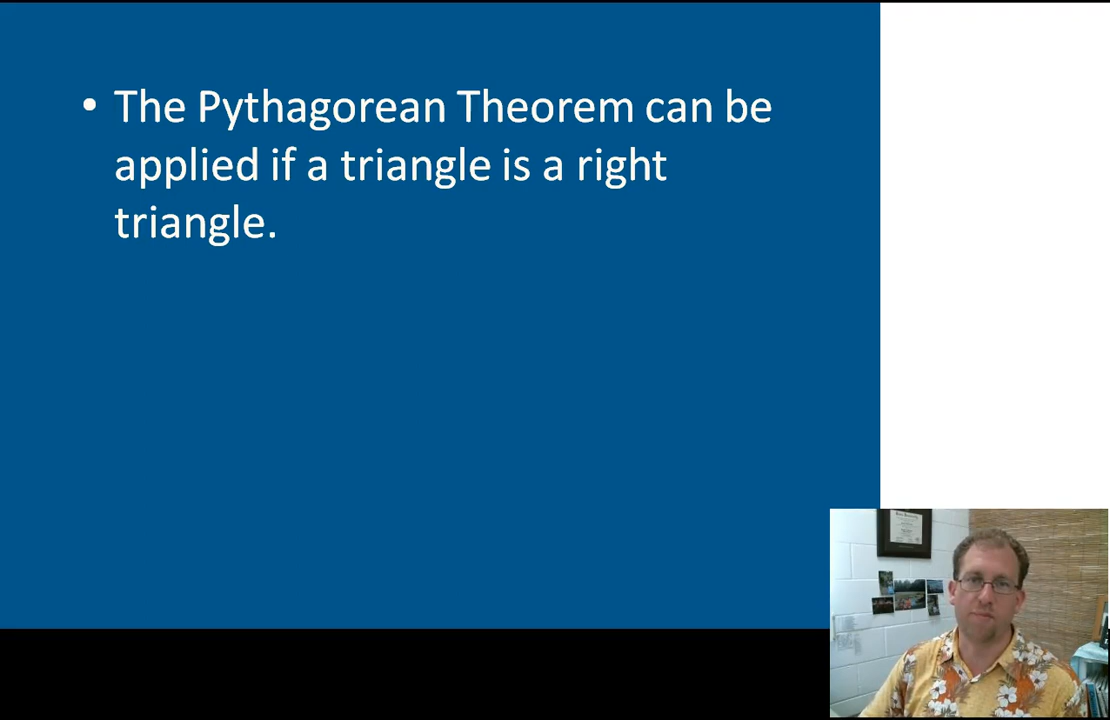 • The Pythagorean Theorem can be
applied if a triangle is a right
triangle.